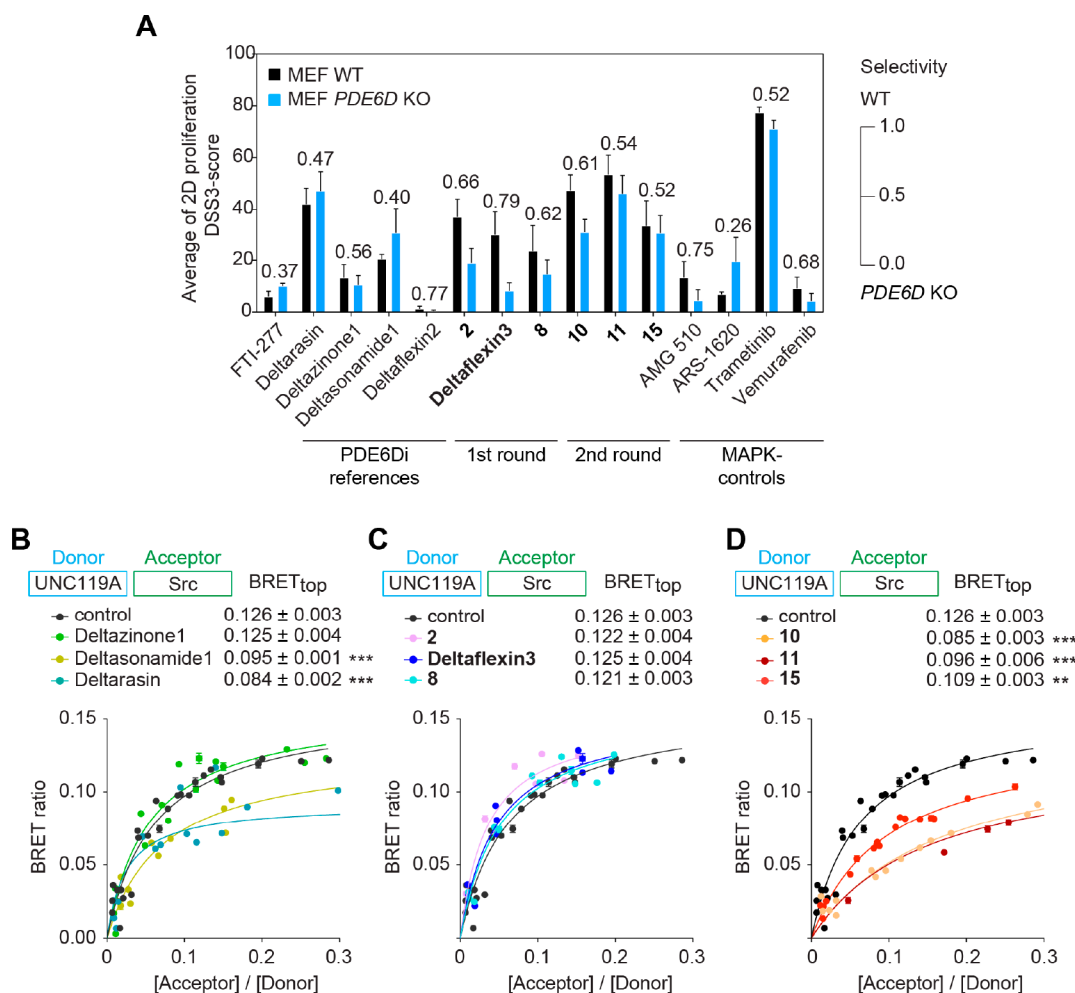 A
Average of 2D proliferation
DSS3-score
100
80
60
40
20
0
MEF WT
MEF PDE6D KO
0.37
0.47
0.56
0.40
0.77
0.66
0.79
0.62
0.61
0.54
0.52
0.75
0.26
0.52
0.68
Selectivity
WT
1.0
0.5
0.0
PDE6D KO
FTI-277
Deltarasin
Deltazinone1
Deltasonamide1
Deltaflexin2
2
Deltaflexin3
8
10
11
15
AMG 510
ARS-1620
Trametinib
Vemurafenib
PDE6Di
references
1st round
2nd round
MAPK-
controls
B
Donor Acceptor
UNC119A Src BRETtop
control 0.126 ± 0.003
Deltazinone1 0.125 ± 0.004
Deltasonamide1 0.095 ± 0.001 ***
Deltarasin 0.084 ± 0.002 ***
BRET ratio
0.15
0.10
0.05
0.00
0 0.1 0.2 0.3
[Acceptor] / [Donor]
C
Donor Acceptor
UNC119A Src BRETtop
control 0.126 ± 0.003
2 0.122 ± 0.004
Deltaflexin3 0.125 ± 0.004
8 0.121 ± 0.003
BRET ratio
0.15
0.10
0.05
0.00
0 0.1 0.2 0.3
[Acceptor] / [Donor]
D
Donor Acceptor
UNC119A Src BRETtop
control 0.126 ± 0.003
10 0.085 ± 0.003 ***
11 0.096 ± 0.006 ***
15 0.109 ± 0.003 **
BRET ratio
0.15
0.10
0.05
0.00
0 0.1 0.2 0.3
[Acceptor] / [Donor]